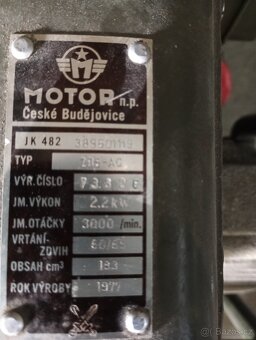 M
MOTOR n.p.
České Budějovice
JK 482
TYP
VÝR.ČÍSLO
JM.VÝKON 2.2 kW
JM.OTÁČKY 3000/min.
VRTÁNÍ-
ZDVIH
OBSAH cm³
ROK VÝROBY 1977